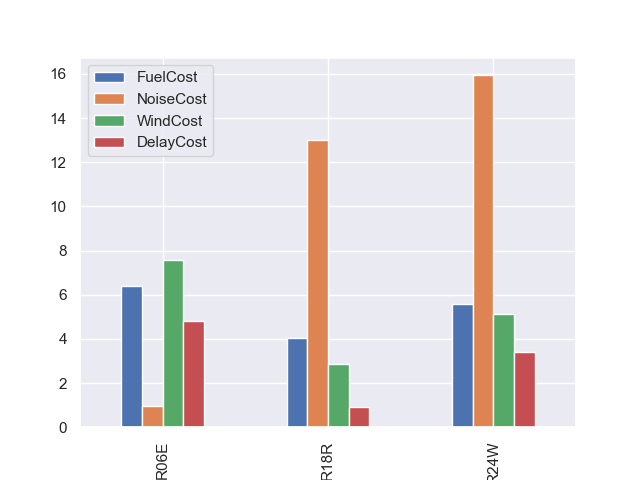 16
14
12
10
8
6
4
2
0
FuelCost
NoiseCost
WindCost
DelayCost
R06E
R18R
R24W